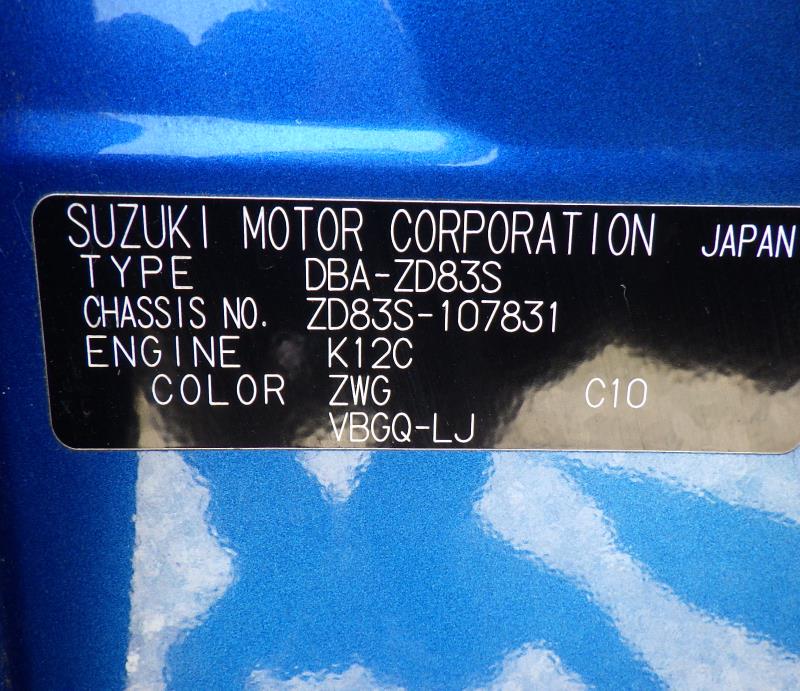 SUZUKI MOTOR CORPORATION JAPAN
TYPE DBA-ZD83S
CHASSIS NO. ZD83S-107831
ENGINE K12C
COLOR ZWG C10
VBGQ-LJ